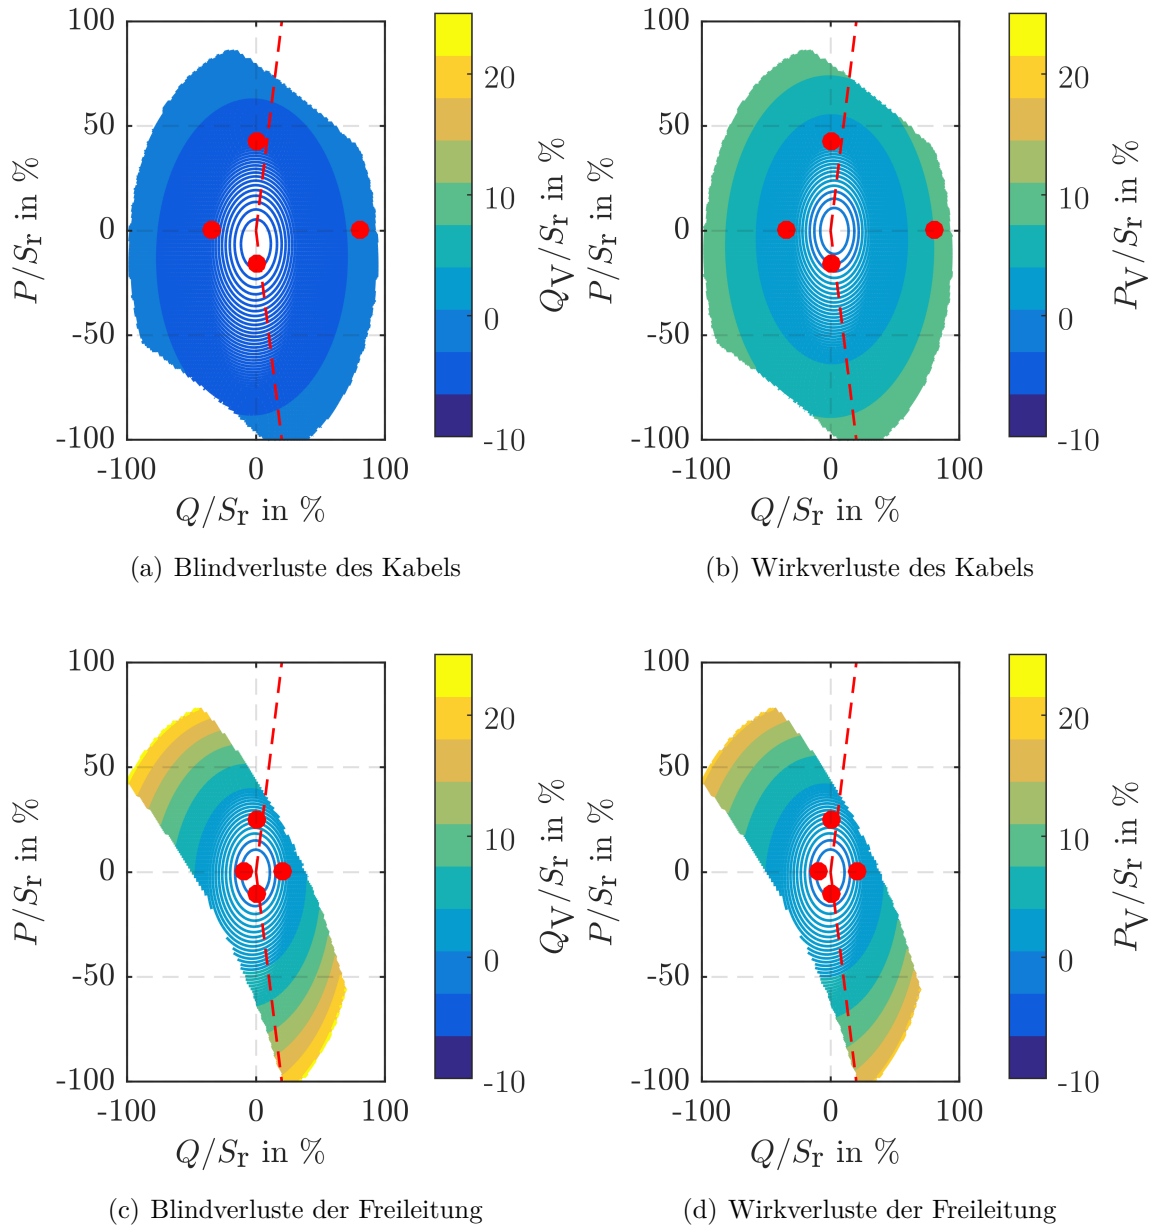 100
50
0
-50
-100
-100 0 100
P/Sr in %
Q/Sr in %
20
10
0
-10
QV/Sr in %
(a) Blindverluste des Kabels
100
50
0
-50
-100
-100 0 100
P/Sr in %
Q/Sr in %
20
10
0
-10
PV/Sr in %
(b) Wirkverluste des Kabels
100
50
0
-50
-100
-100 0 100
P/Sr in %
Q/Sr in %
20
10
0
-10
QV/Sr in %
(c) Blindverluste der Freileitung
100
50
0
-50
-100
-100 0 100
P/Sr in %
Q/Sr in %
20
10
0
-10
PV/Sr in %
(d) Wirkverluste der Freileitung